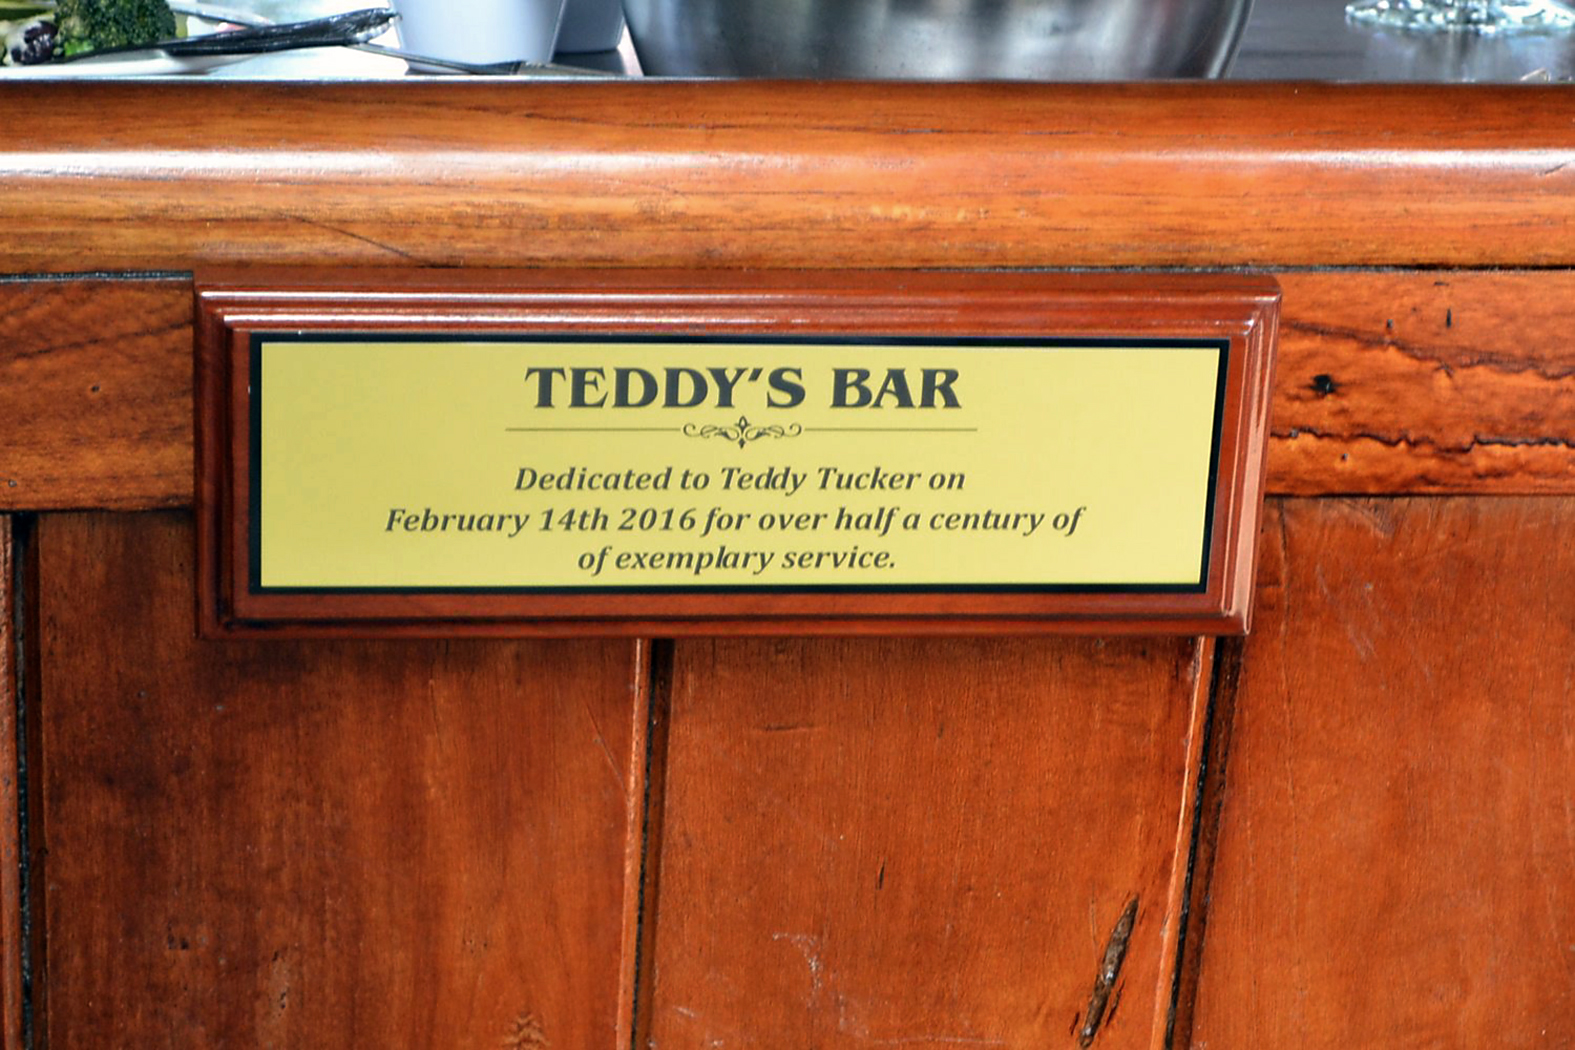 TEDDY'S BAR
Dedicated to Teddy Tucker on
February 14th 2016 for over half a century of
of exemplary service.